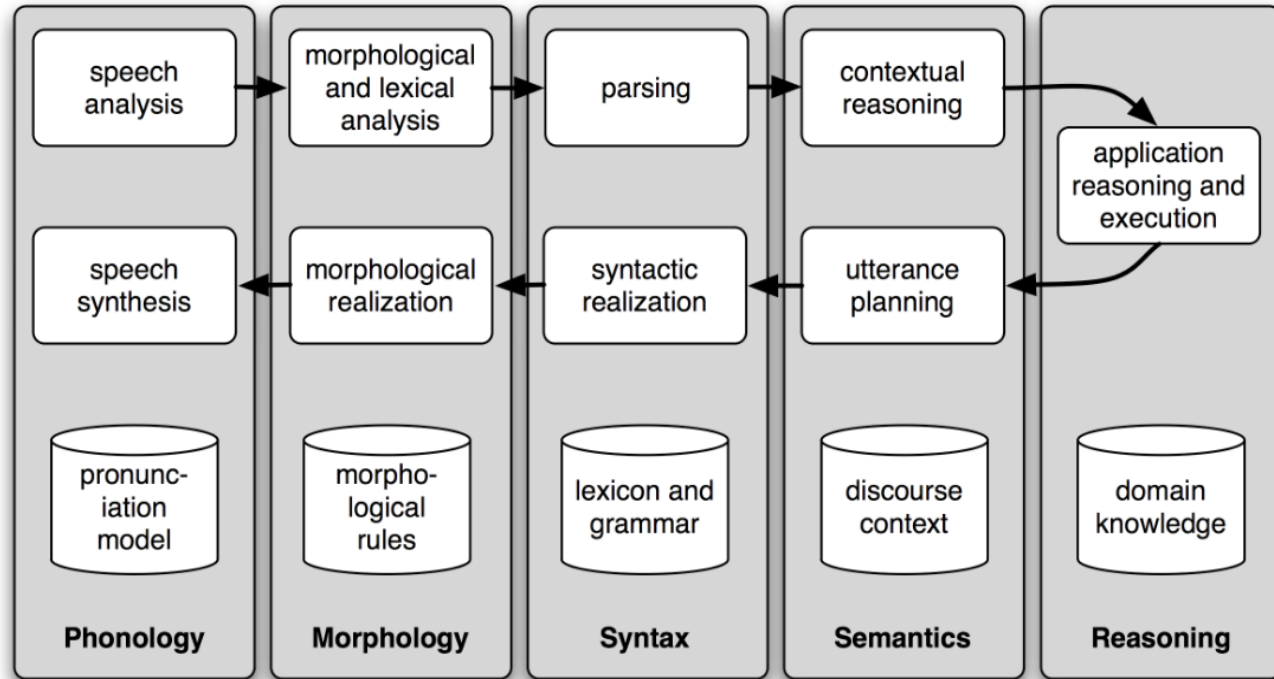 speech
analysis
morphological
and lexical
analysis
parsing
contextual
reasoning
application
reasoning and
execution
speech
synthesis
morphological
realization
syntactic
realization
utterance
planning
pronunc-
iation
model
morpho-
logical
rules
lexicon and
grammar
discourse
context
domain
knowledge
Phonology
Morphology
Syntax
Semantics
Reasoning